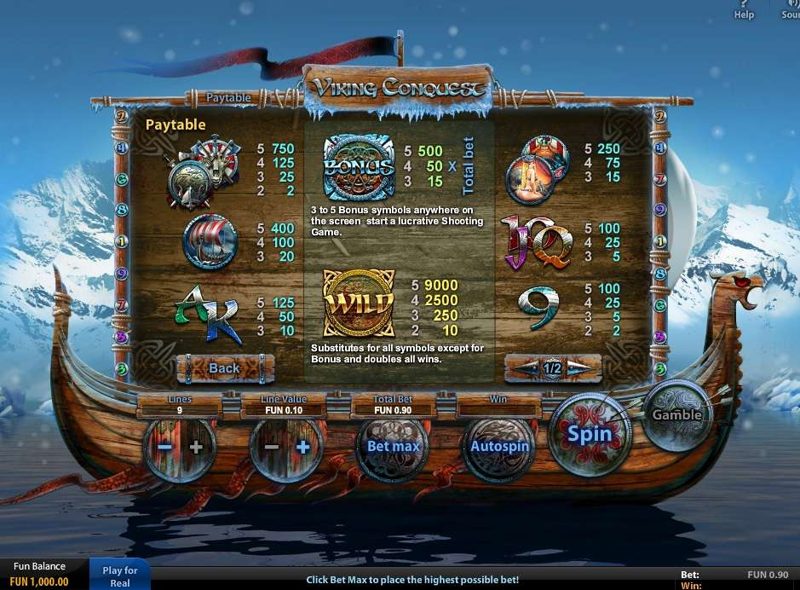 Help
Soun
VIKING CONQUEST
Paytable
Paytable
5 750
4 125
3 25
2 2
BONUS
5 500
4 50
3 15
X Total bet
5 250
4 75
3 15
3 to 5 Bonus symbols anywhere on
the screen start a lucrative Shooting
Game.
5 400
4 100
3 20
J Q
5 100
4 25
3 5
A K
5 125
4 50
3 10
WILD
5 9000
4 2500
3 250
2 10
9
5 100
4 25
3 5
2 2
Substitutes for all symbols except for
Bonus and doubles all wins.
Back
1/2
Lines
9
Line Value
FUN 0.10
Total Bet
FUN 0.90
Win
- +
- +
Bet max
Autospin
Spin
Gamble
Fun Balance
FUN 1,000.00
Play for
Real
Click Bet Max to place the highest possible bet!
Bet: FUN 0.90
Win: